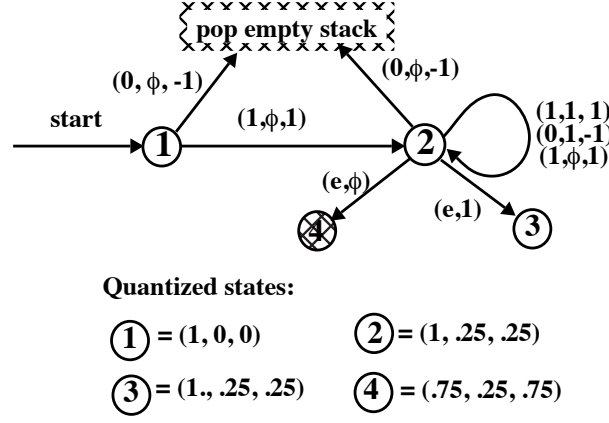 pop empty stack
(0, ϕ, -1)
(0,ϕ,-1)
start
(1,ϕ,1)
1
2
(1,1, 1)
(0,1,-1)
(1,ϕ,1)
(e,ϕ)
(e,1)
4
3
Quantized states:
1 = (1, 0, 0)
2 = (1, .25, .25)
3 = (1., .25, .25)
4 = (.75, .25, .75)